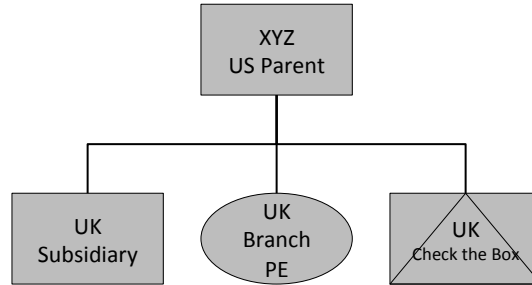 XYZ
US Parent
UK
Subsidiary
UK
Branch
PE
UK
Check the Box